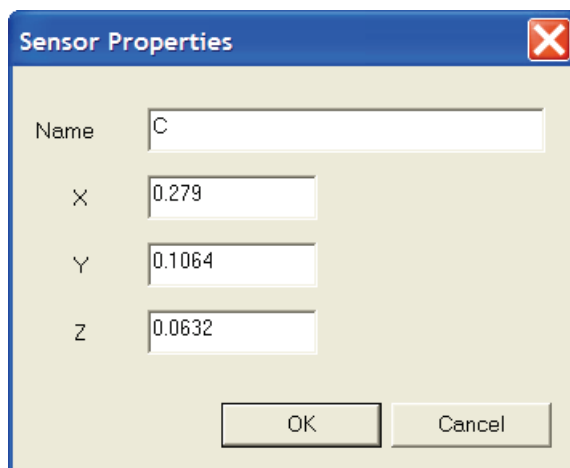 Sensor Properties
Name C
X 0.279
Y 0.1064
Z 0.0632
OK Cancel